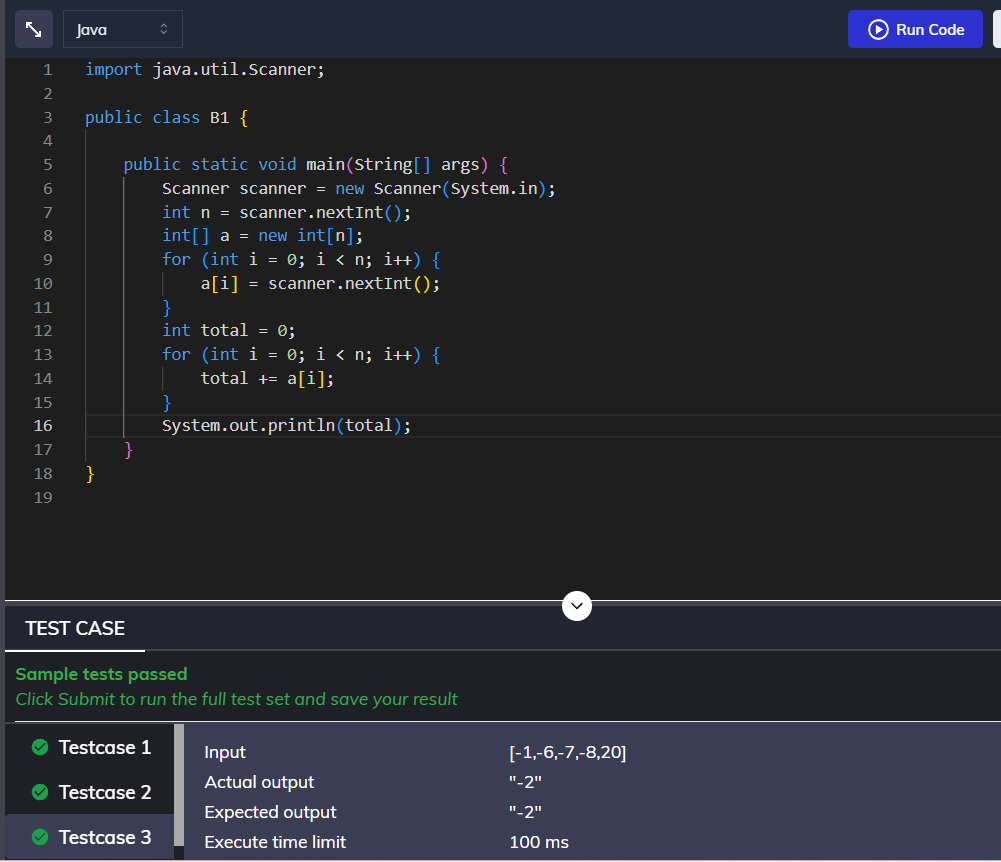 Java
Run Code
1 import java.util.Scanner;
2
3 public class B1 {
4
5     public static void main(String[] args) {
6         Scanner scanner = new Scanner(System.in);
7         int n = scanner.nextInt();
8         int[] a = new int[n];
9         for (int i = 0; i < n; i++) {
10             a[i] = scanner.nextInt();
11         }
12         int total = 0;
13         for (int i = 0; i < n; i++) {
14             total += a[i];
15         }
16         System.out.println(total);
17     }
18 }
19
TEST CASE
Sample tests passed
Click Submit to run the full test set and save your result
Testcase 1
Testcase 2
Testcase 3
Input [-1,-6,-7,-8,20]
Actual output "-2"
Expected output "-2"
Execute time limit 100 ms